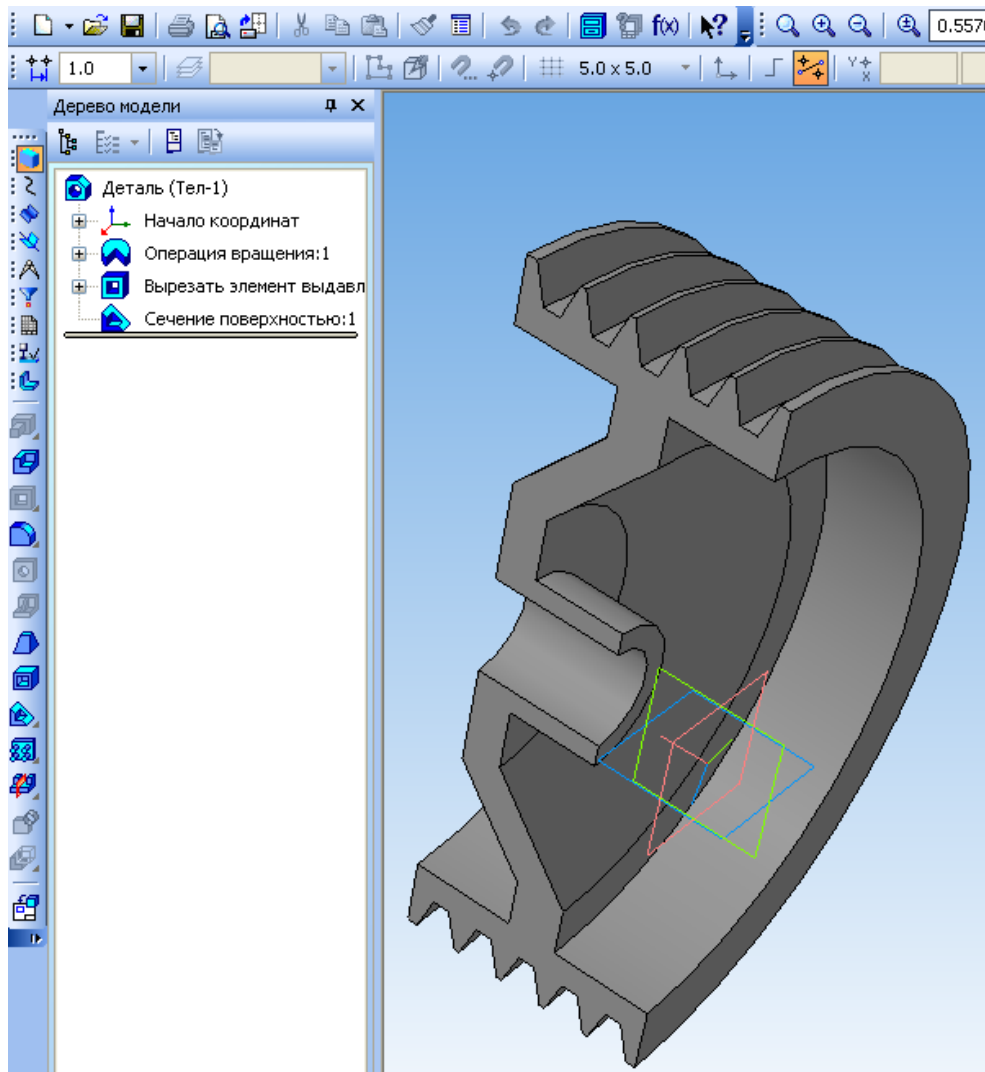 f(x) 0.557
1.0 5.0 x 5.0
Дерево модели
Деталь (Тел-1)
Начало координат
Операция вращения:1
Вырезать элемент выдавл
Сечение поверхностью:1